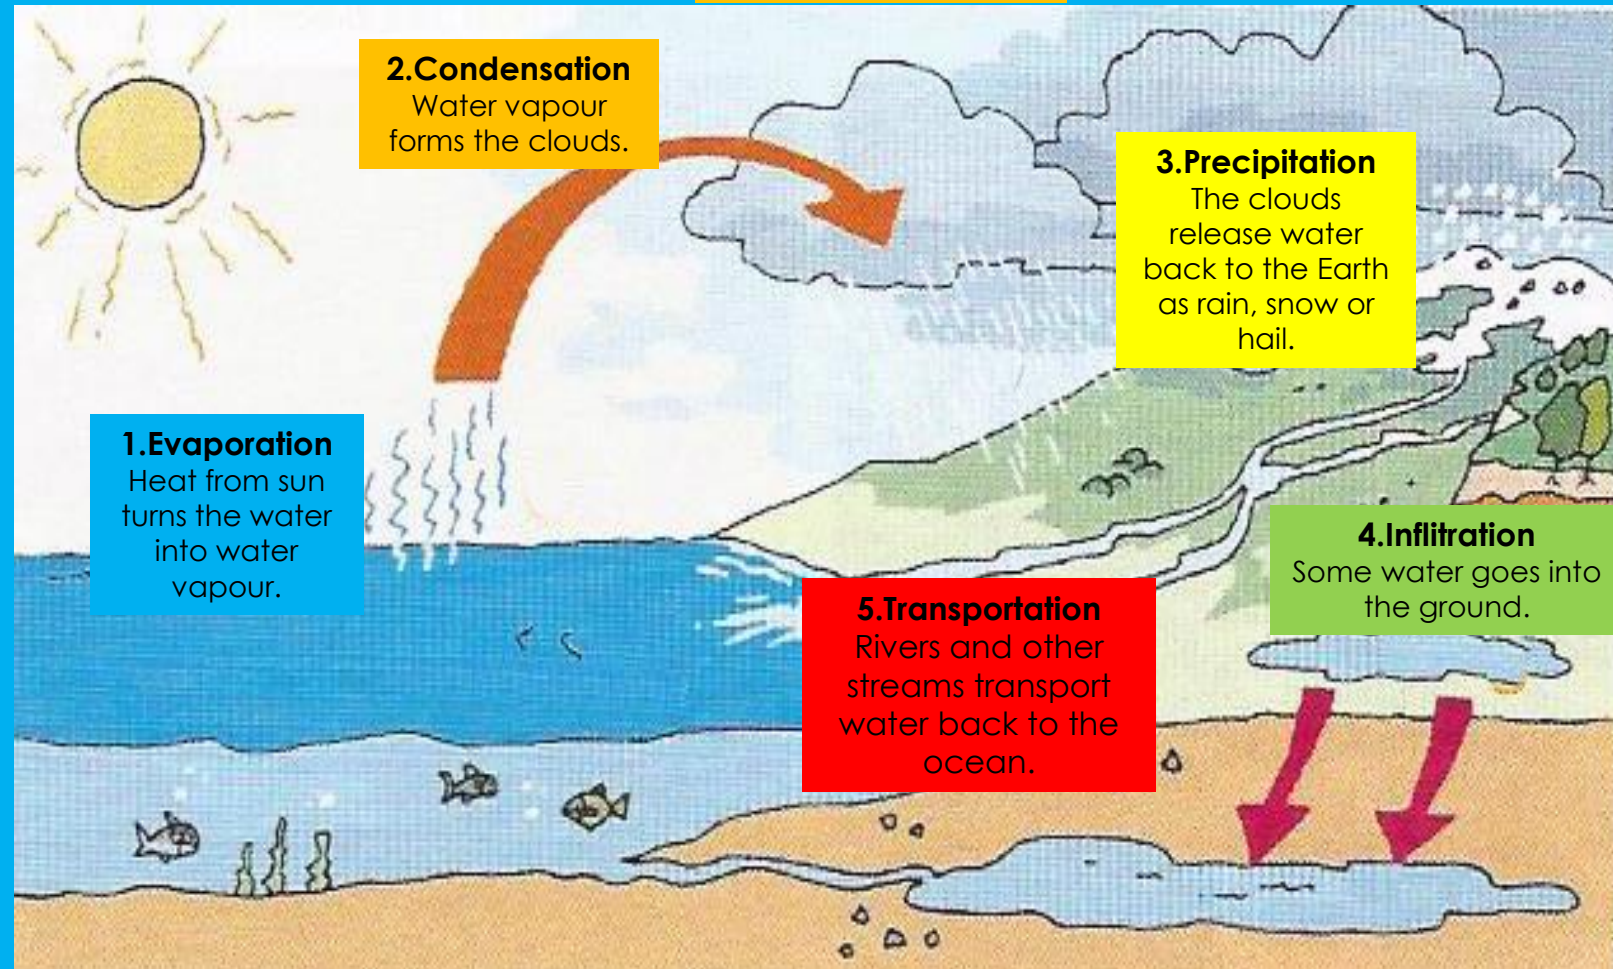 2.Condensation
Water vapour
forms the clouds.
3.Precipitation
The clouds
release water
back to the Earth
as rain, snow or
hail.
1.Evaporation
Heat from sun
turns the water
into water
vapour.
4.Inflitration
Some water goes into
the ground.
5.Transportation
Rivers and other
streams transport
water back to the
ocean.